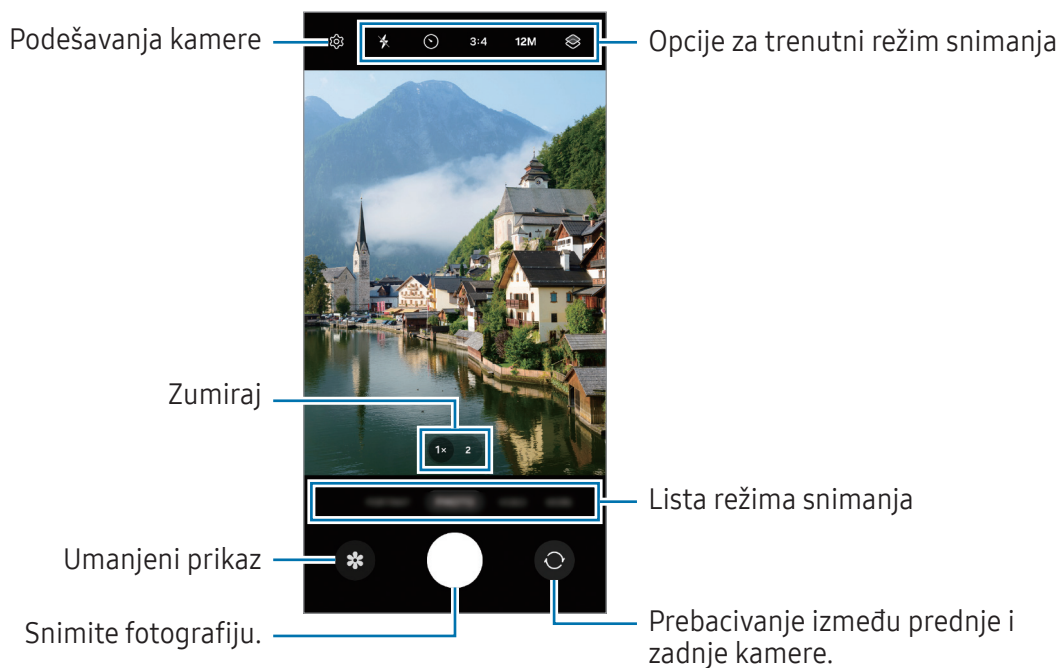 Podešavanja kamere
3:4
12M
Opcije za trenutni režim snimanja
Zumiraj
1×
2
Lista režima snimanja
Umanjeni prikaz
Snimite fotografiju.
Prebacivanje između prednje i
zadnje kamere.